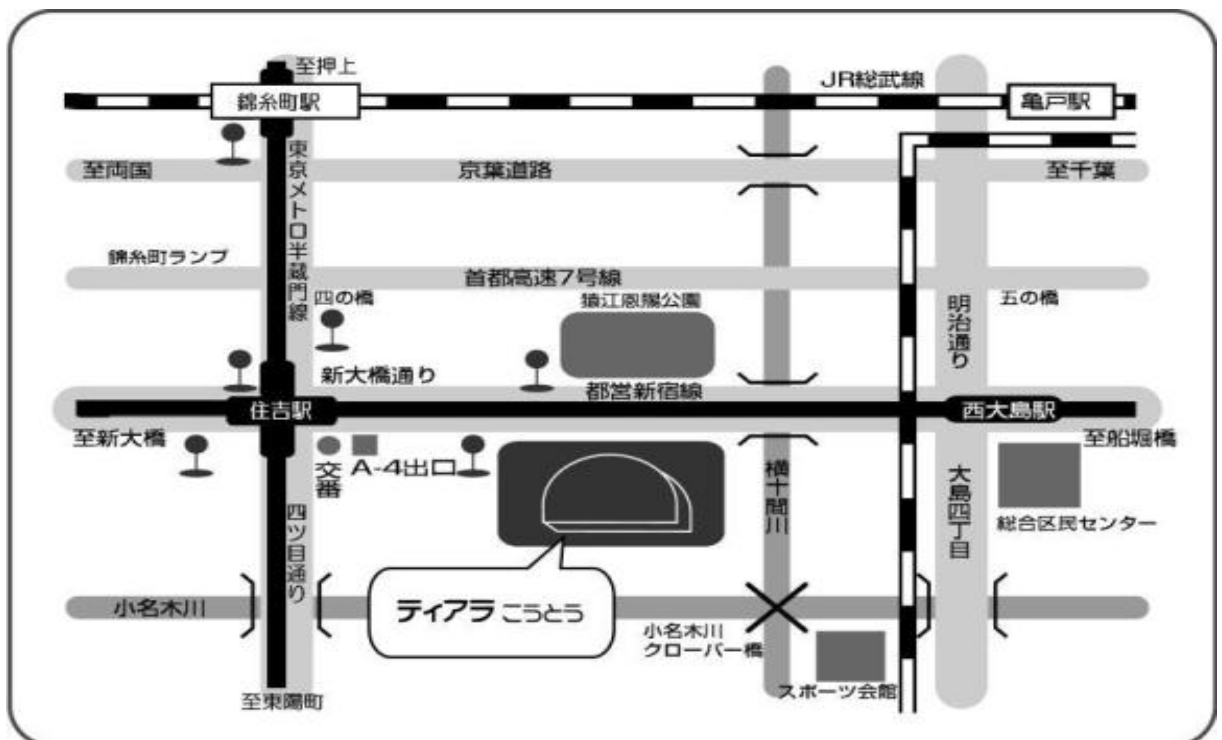 至押上
JR総武線
錦糸町駅
亀戸駅
東京メトロ半蔵門線
至両国
京葉道路
至千葉
錦糸町ランプ
首都高速7号線
四の橋
猿江恩賜公園
明治通り
五の橋
新大橋通り
都営新宿線
住吉駅
西大島駅
至新大橋
至船堀橋
交番
A-4出口
横十間川
大島四丁目
総合区民センター
四ツ目通り
小名木川
ティアラこうとう
小名木川
クローバー橋
スポーツ会館
至東陽町